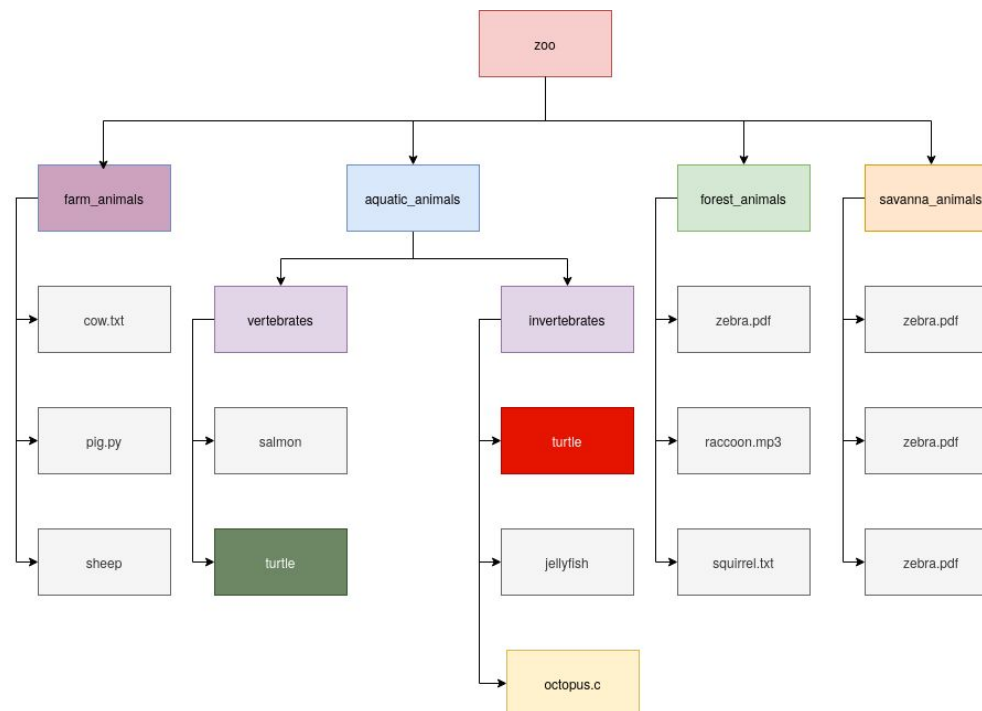 zoo
farm_animals
aquatic_animals
forest_animals
savanna_animals
cow.txt
vertebrates
invertebrates
zebra.pdf
zebra.pdf
pig.py
salmon
turtle
raccoon.mp3
zebra.pdf
sheep
turtle
jellyfish
squirrel.txt
zebra.pdf
octopus.c